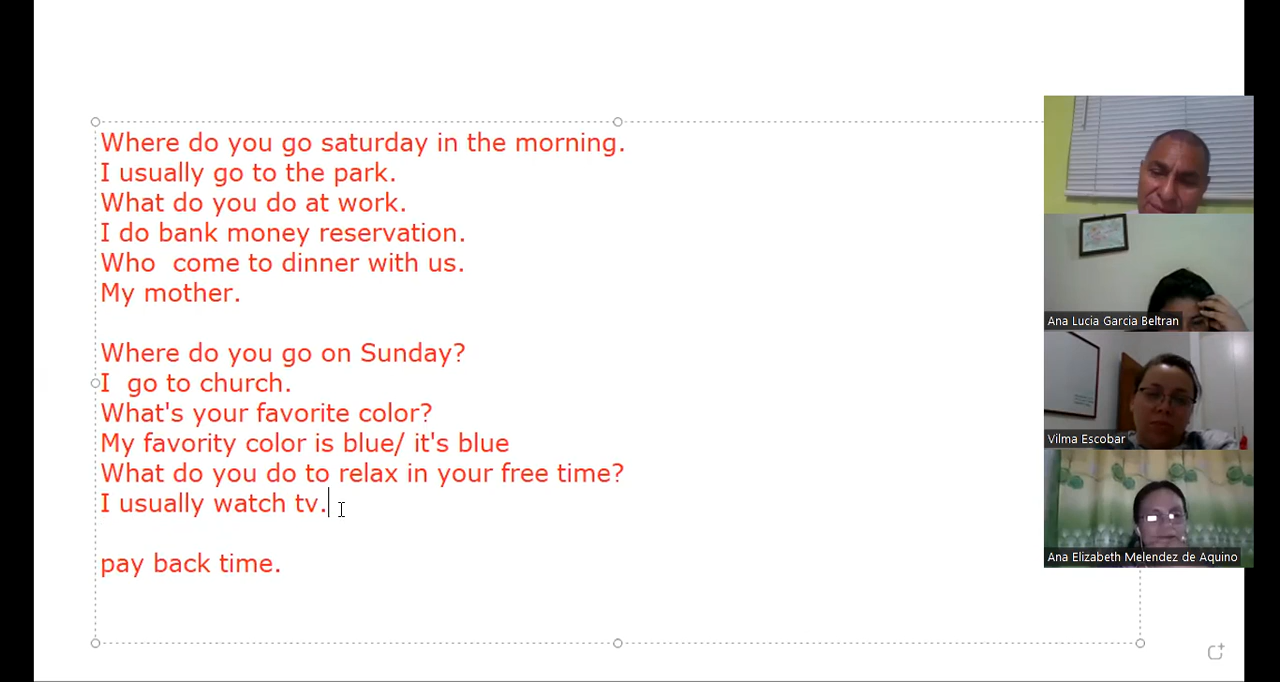 Where do you go saturday in the morning.
I usually go to the park.
What do you do at work.
I do bank money reservation.
Who  come to dinner with us.
My mother.
Where do you go on Sunday?
I  go to church.
What's your favorite color?
My favority color is blue/ it's blue
What do you do to relax in your free time?
I usually watch tv.
pay back time.
Ana Lucia Garcia Beltran
Vilma Escobar
Ana Elizabeth Melendez de Aquino